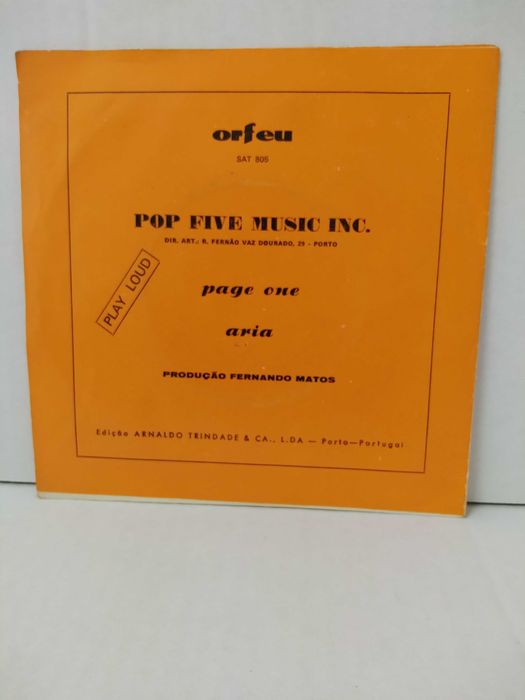 orfeu
SAT 805
POP FIVE MUSIC INC.
DIR. ART.: R. FERNÃO VAZ DOURADO, 29 - PORTO
PLAY LOUD
page one
aria
PRODUÇÃO FERNANDO MATOS
Edição ARNALDO TRINDADE & CA., L.DA — Porto—Portugal